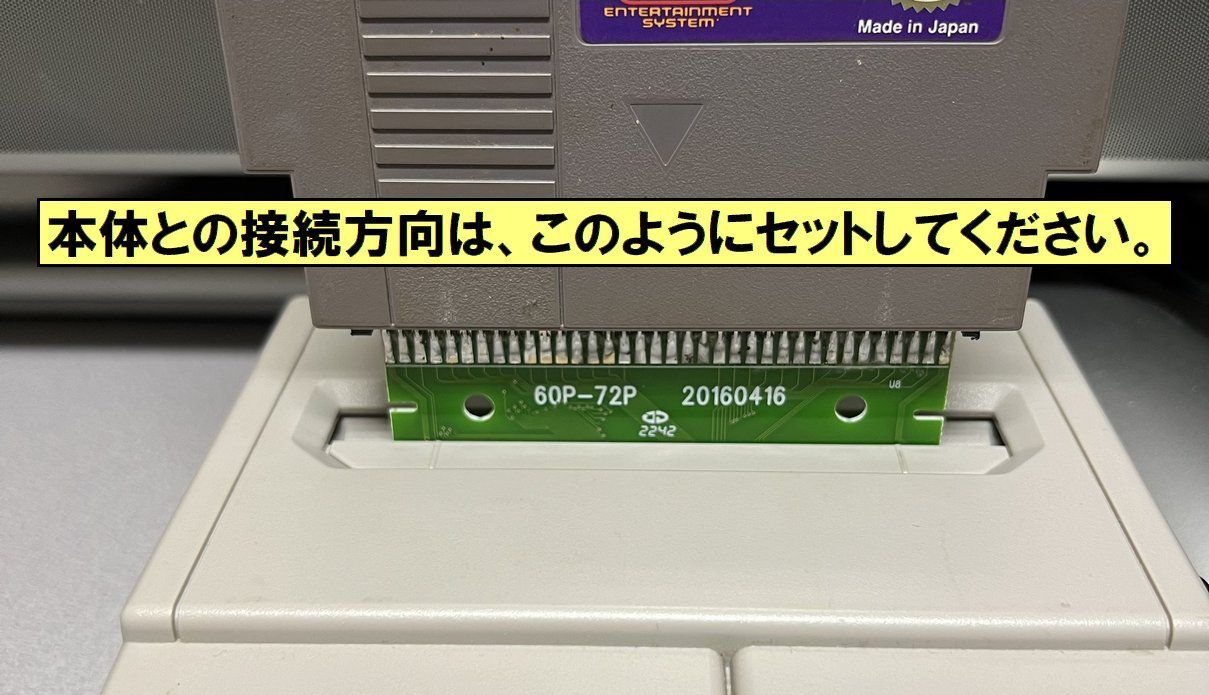 ENTERTAINMENT
SYSTEM
Made in Japan
本体との接続方向は、このようにセットしてください。
U8
60P-72P 20160416
2242